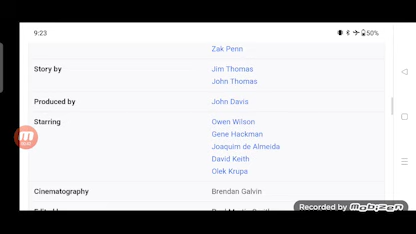 9:23
50%
Zak Penn
Story by
Jim Thomas
John Thomas
Produced by
John Davis
Starring
Owen Wilson
Gene Hackman
Joaquim de Almeida
David Keith
Olek Krupa
Cinematography
Brendan Galvin
Recorded by
Mobizen